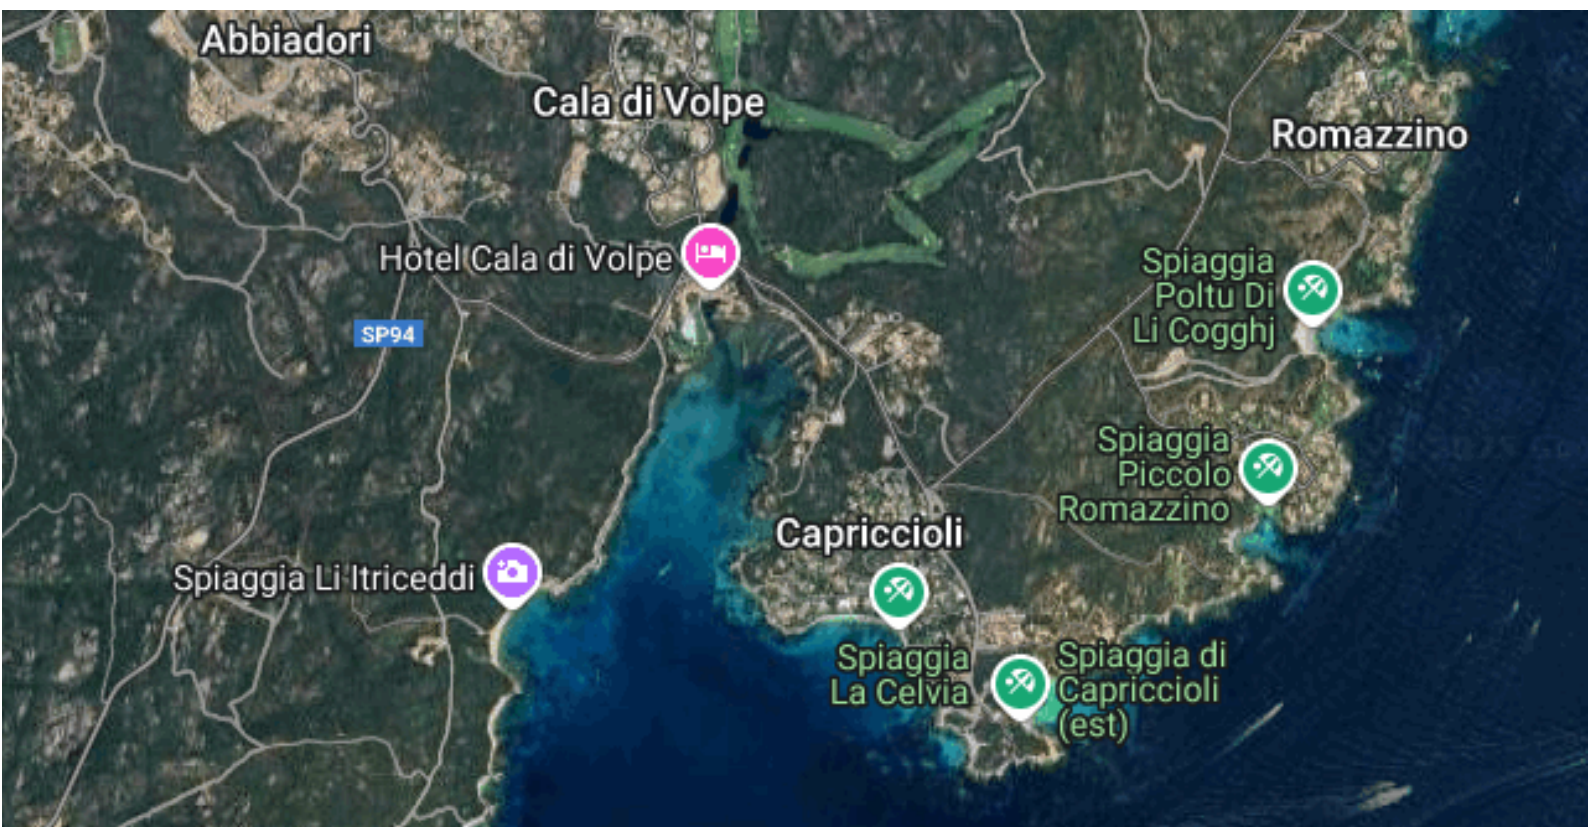 Abbiadori
Cala di Volpe
Romazzino
Hotel Cala di Volpe
Spiaggia
Poltu Di
Li Cogghj
SP94
Spiaggia
Piccolo
Romazzino
Capriccioli
Spiaggia Li Itriceddi
Spiaggia
La Celvia
Spiaggia di
Capriccioli
(est)